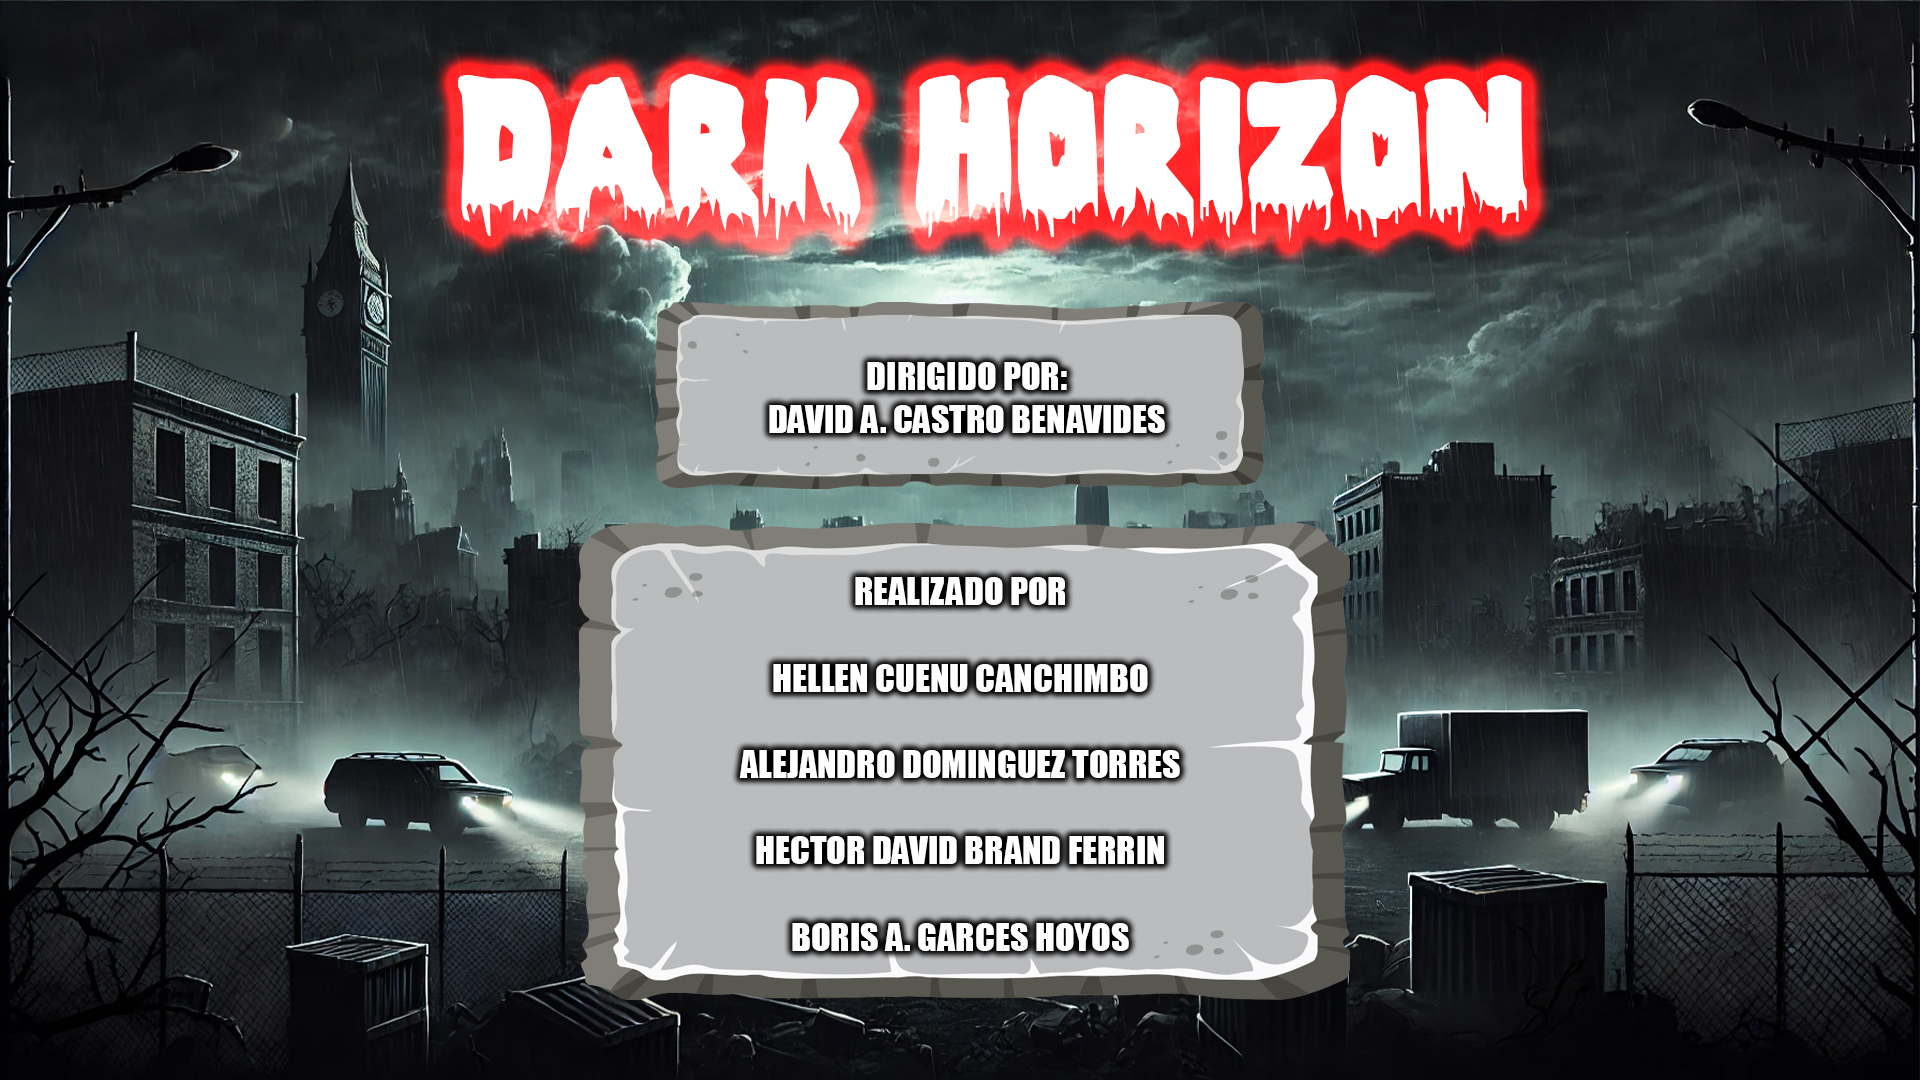 DARK HORIZON
DIRIGIDO POR:
DAVID A. CASTRO BENAVIDES
REALIZADO POR
HELLEN CUENU CANCHIMBO
ALEJANDRO DOMINGUEZ TORRES
HECTOR DAVID BRAND FERRIN
BORIS A. GARCES HOYOS